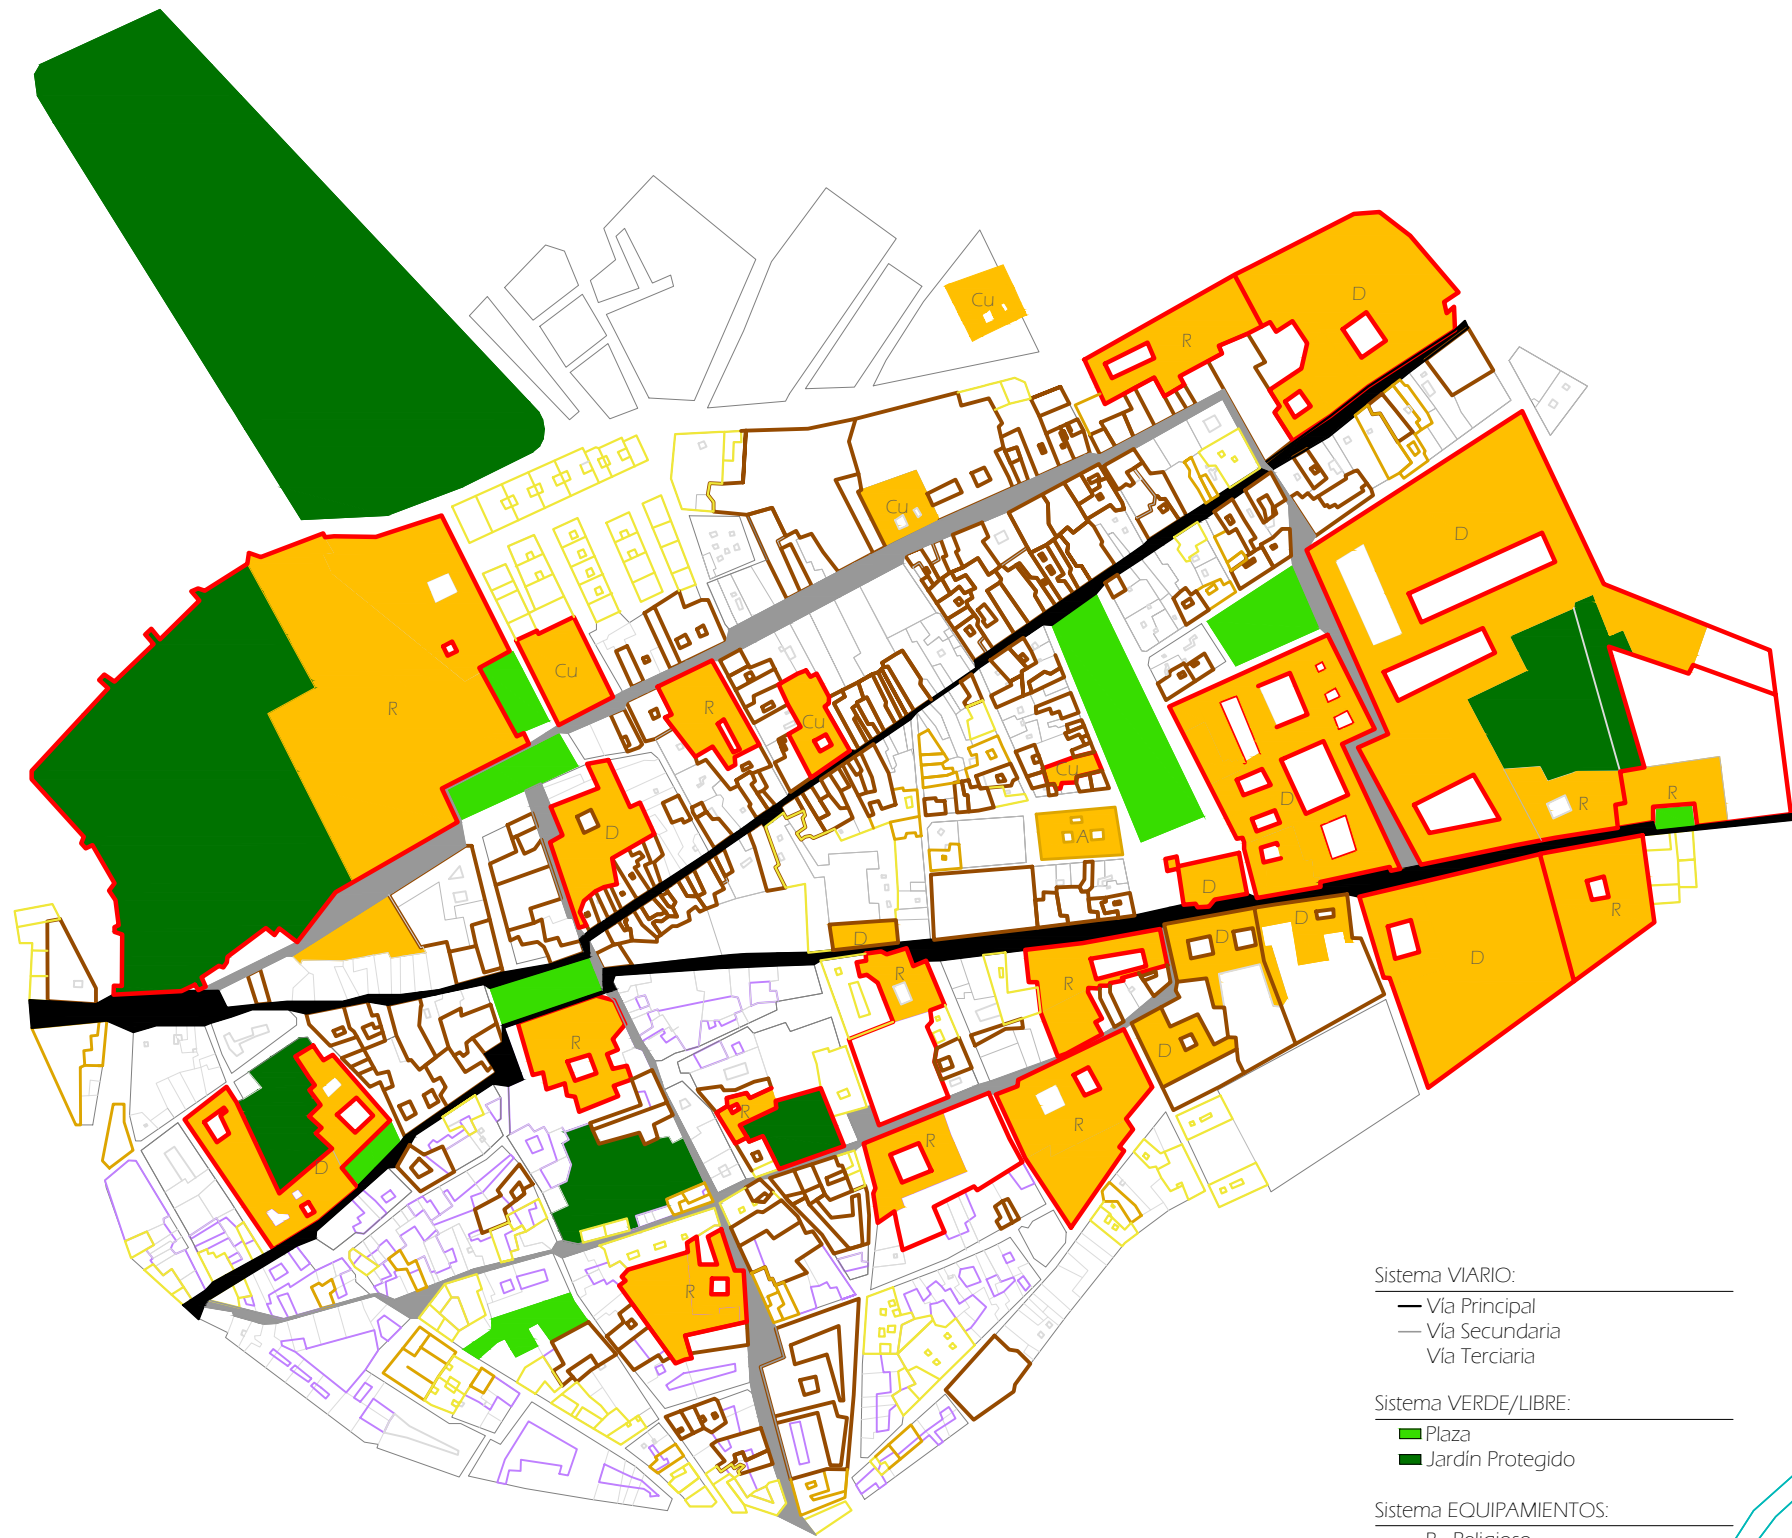 Cu
D
R
Cu
D
R
Cu
R
Cu
Cu
D
R
R
D
D
A
D
R
D
D
D
R
R
D
R
D
R
R
R
D
R
Sistema VIARIO:
Vía Principal
Vía Secundaria
Vía Terciaria
Sistema VERDE/LIBRE:
Plaza
Jardín Protegido
Sistema EQUIPAMIENTOS:
R Religioso